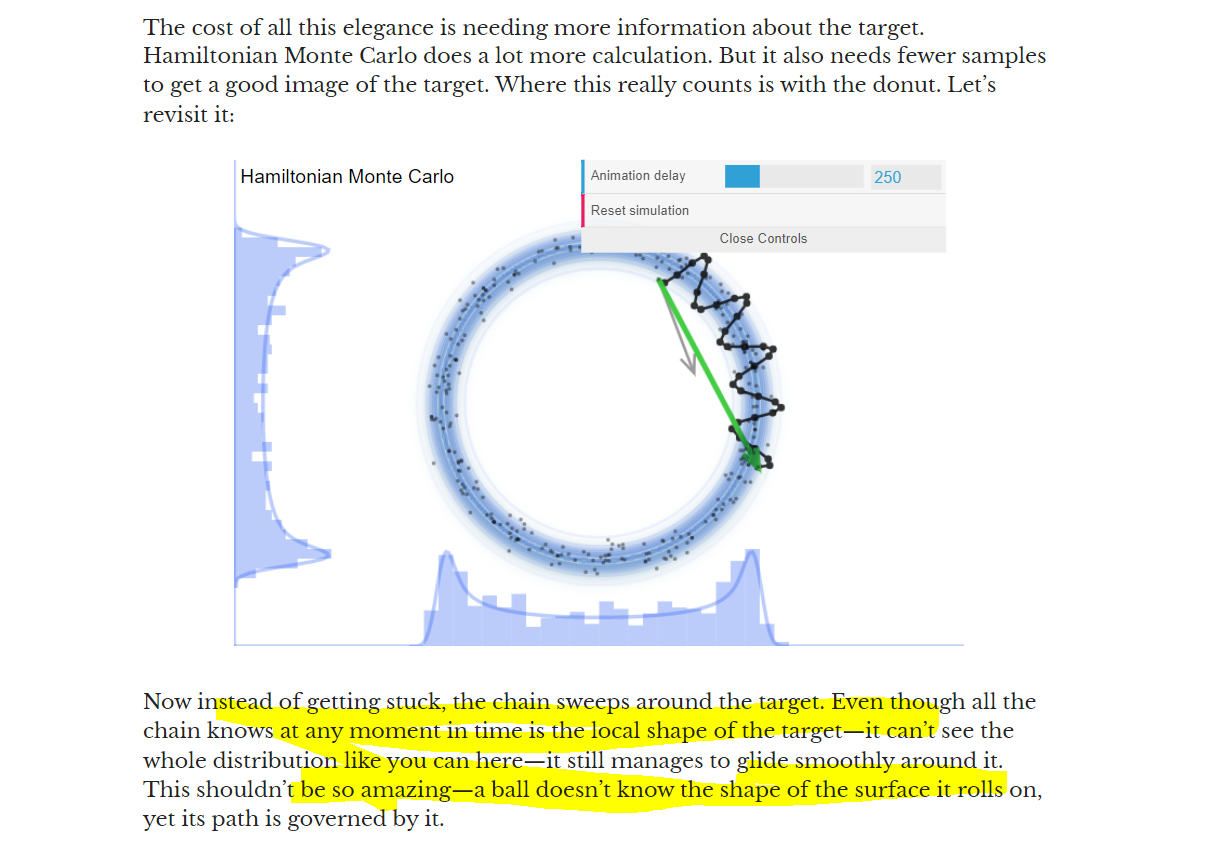 The cost of all this elegance is needing more information about the target.
Hamiltonian Monte Carlo does a lot more calculation. But it also needs fewer samples
to get a good image of the target. Where this really counts is with the donut. Let’s
revisit it:
Hamiltonian Monte Carlo
Animation delay 250
Reset simulation
Close Controls
Now instead of getting stuck, the chain sweeps around the target. Even though all the
chain knows at any moment in time is the local shape of the target—it can’t see the
whole distribution like you can here—it still manages to glide smoothly around it.
This shouldn’t be so amazing—a ball doesn’t know the shape of the surface it rolls on,
yet its path is governed by it.